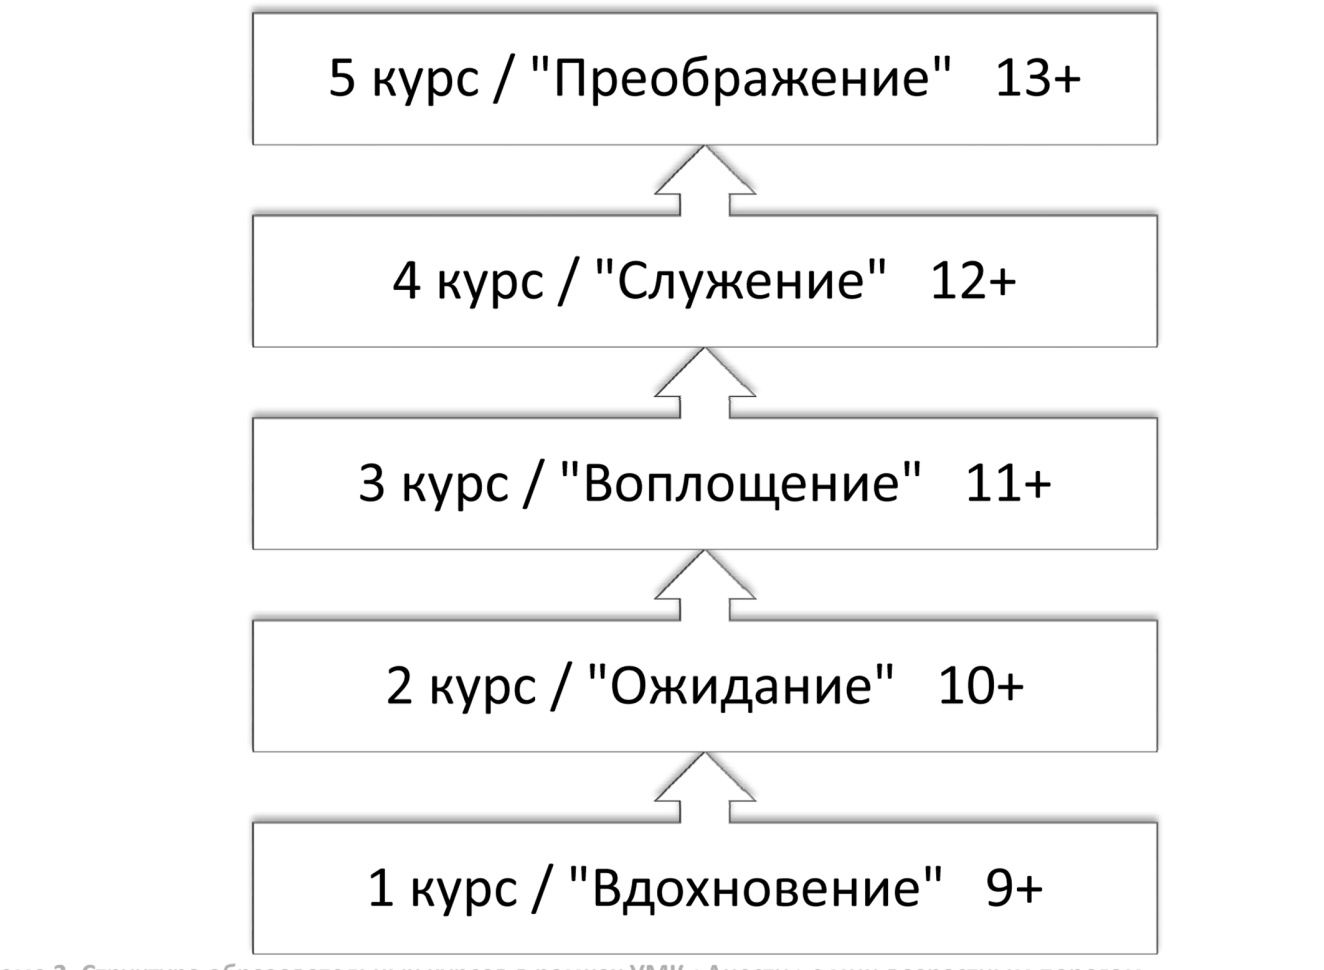 5 курс / "Преображение" 13+
4 курс / "Служение" 12+
3 курс / "Воплощение" 11+
2 курс / "Ожидание" 10+
1 курс / "Вдохновение" 9+